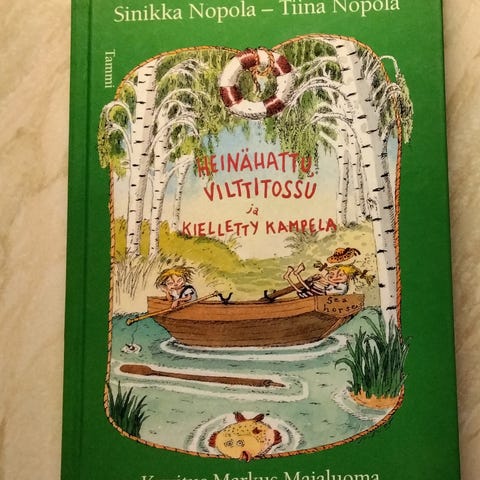 Sinikka Nopola – Tiina Nopola
Tammi
HEINÄHATTU,
VILTTITOSSU
ja
KIELLETTY KAMPELA
Sea
horse
Kuvitus Markus Majaluoma